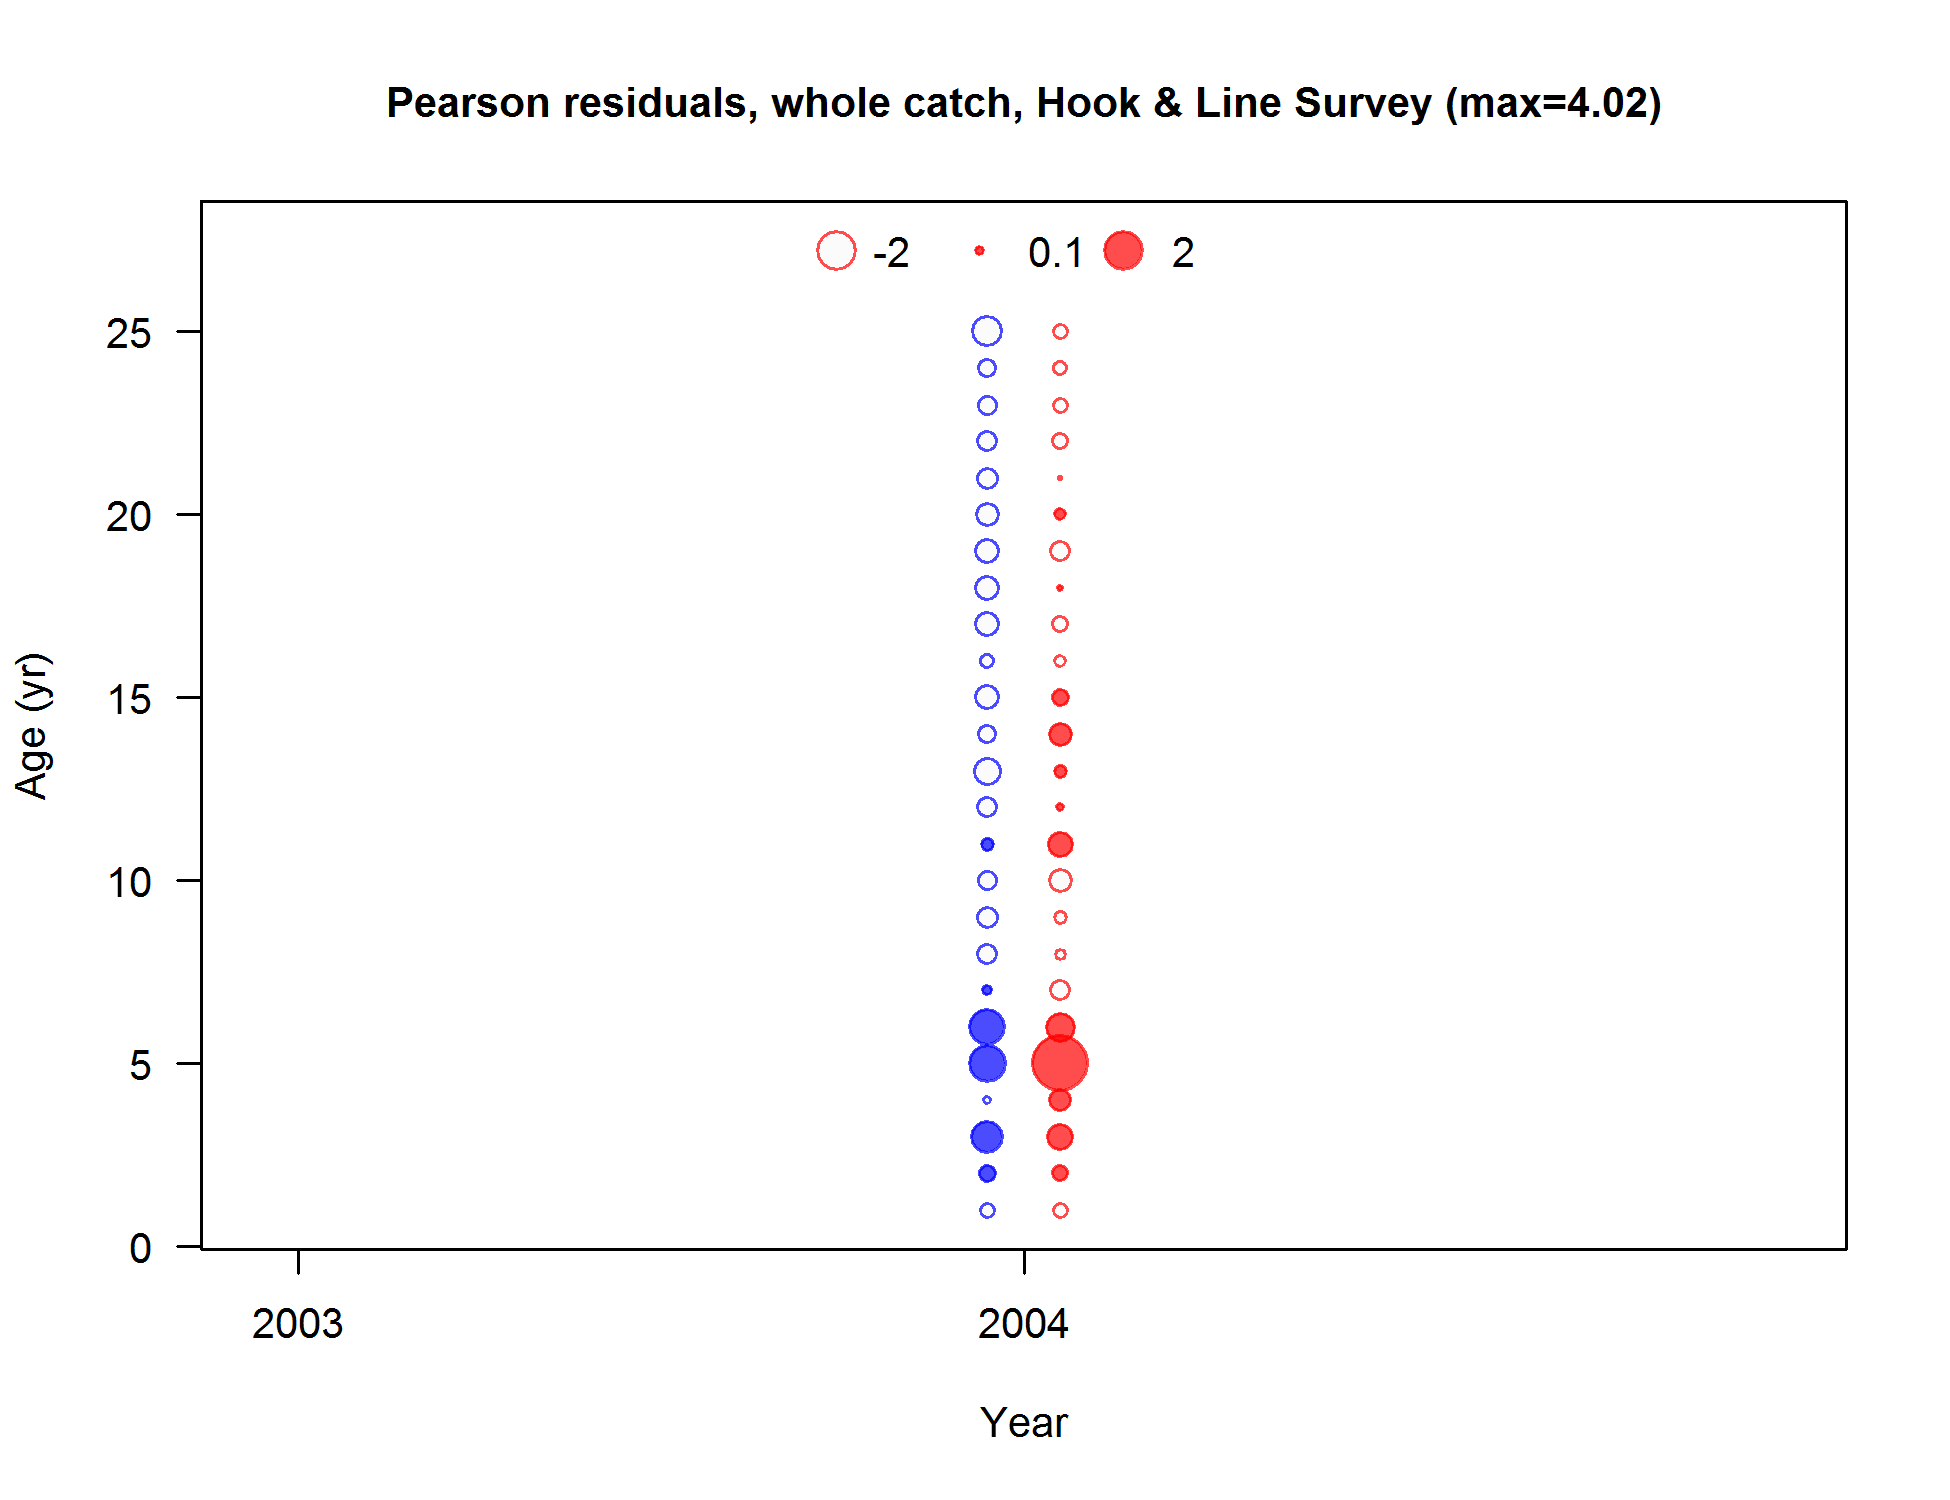 Pearson residuals, whole catch, Hook & Line Survey (max=4.02)
-2 0.1 2
25
20
15
10
5
0
Age (yr)
2003 2004
Year